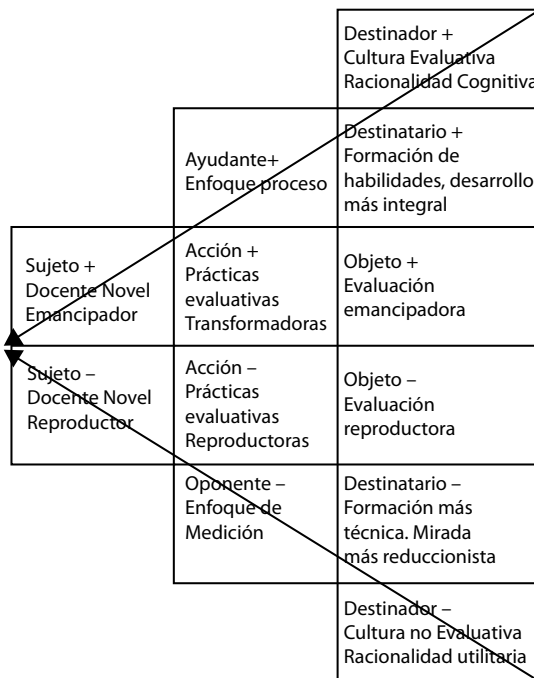 Destinador +
Cultura Evaluativa
Racionalidad Cognitiva
Ayudante+
Enfoque proceso
Destinatario +
Formación de
habilidades, desarrollo
más integral
Sujeto +
Docente Novel
Emancipador
Acción +
Prácticas
evaluativas
Transformadoras
Objeto +
Evaluación
emancipadora
Sujeto –
Docente Novel
Reproductor
Acción –
Prácticas
evaluativas
Reproductoras
Objeto –
Evaluación
reproductora
Oponente –
Enfoque de
Medición
Destinatario –
Formación más
técnica. Mirada
más reduccionista
Destinador –
Cultura no Evaluativa
Racionalidad utilitaria